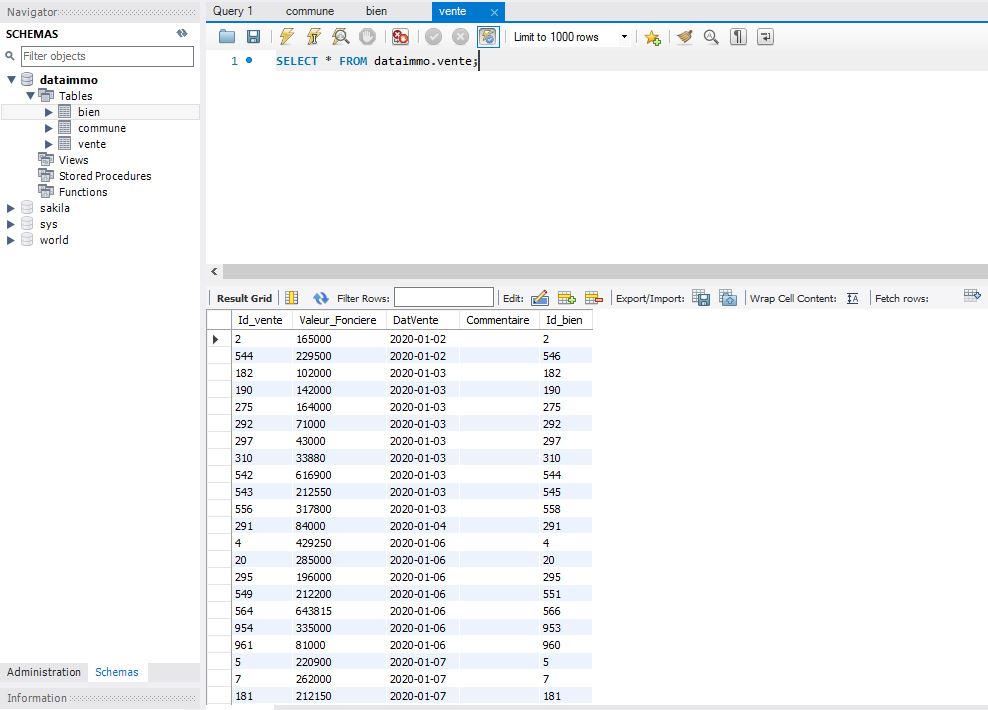 Navigator
SCHEMAS
Filter objects
dataimmo
Tables
bien
commune
vente
Views
Stored Procedures
Functions
sakila
sys
world
Administration Schemas
Information
Query 1 commune bien vente
Limit to 1000 rows
1 SELECT * FROM dataimmo.vente;
Result Grid Filter Rows: Edit: Export/Import: Wrap Cell Content: Fetch rows:
Id_vente Valeur_Fonciere DatVente Commentaire Id_bien
2 165000 2020-01-02 2
544 229500 2020-01-02 546
182 102000 2020-01-03 182
190 142000 2020-01-03 190
275 164000 2020-01-03 275
292 71000 2020-01-03 292
297 43000 2020-01-03 297
310 33880 2020-01-03 310
542 616900 2020-01-03 544
543 212550 2020-01-03 545
556 317800 2020-01-03 558
291 84000 2020-01-04 291
4 429250 2020-01-06 4
20 285000 2020-01-06 20
295 196000 2020-01-06 295
549 212200 2020-01-06 551
564 643815 2020-01-06 566
954 335000 2020-01-06 953
961 81000 2020-01-06 960
5 220900 2020-01-07 5
7 262000 2020-01-07 7
181 212150 2020-01-07 181